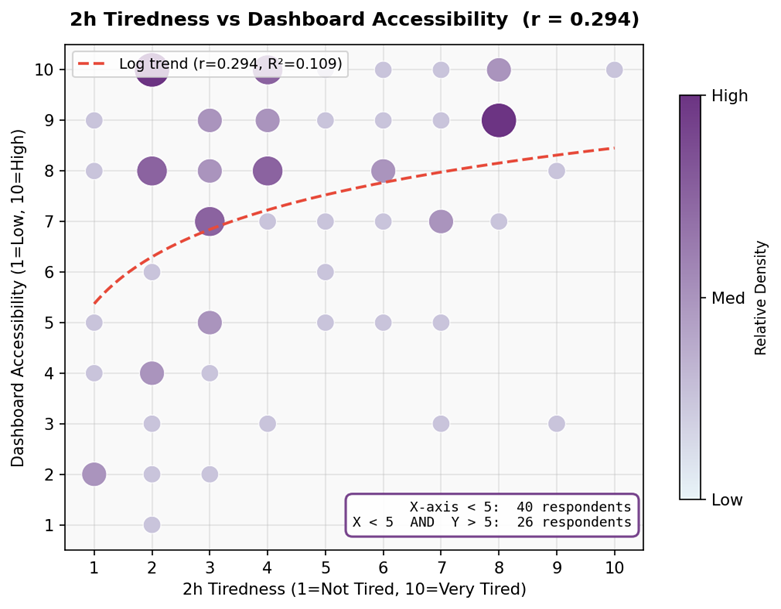 2h Tiredness vs Dashboard Accessibility (r = 0.294)
Log trend (r=0.294, R²=0.109)
10
9
8
7
6
5
4
3
2
1
Dashboard Accessibility (1=Low, 10=High)
X-axis < 5: 40 respondents
X < 5 AND Y > 5: 26 respondents
1 2 3 4 5 6 7 8 9 10
2h Tiredness (1=Not Tired, 10=Very Tired)
High
Med
Low
Relative Density